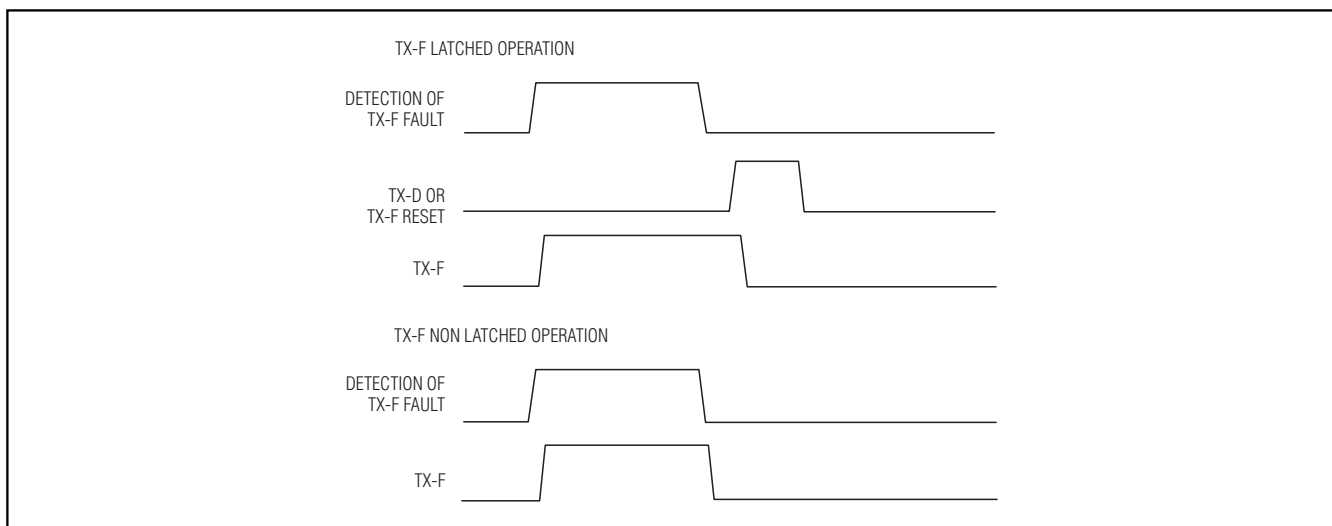 TX-F LATCHED OPERATION
DETECTION OF
TX-F FAULT
TX-D OR
TX-F RESET
TX-F
TX-F NON LATCHED OPERATION
DETECTION OF
TX-F FAULT
TX-F